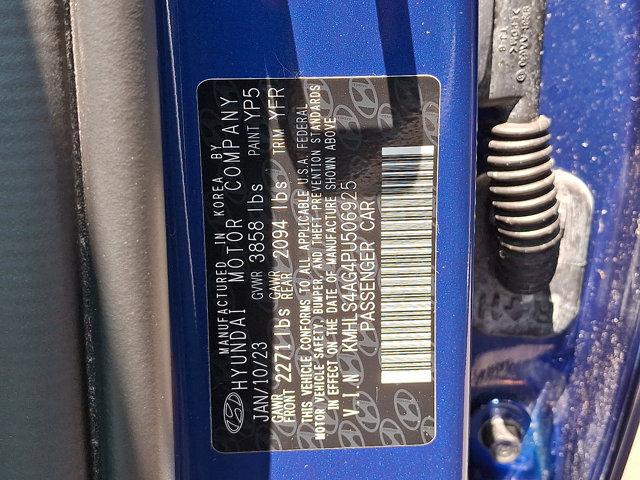 MANUFACTURED IN KOREA BY
HYUNDAI MOTOR COMPANY
JAN/10/23 GVWR 3858 lbs PAINT YP5
GAWR FRONT 2271 lbs GAWR REAR 2094 lbs TRIM YFR
THIS VEHICLE CONFORMS TO ALL APPLICABLE U.S.A. FEDERAL
MOTOR VEHICLE SAFETY, BUMPER AND THEFT PREVENTION STANDARDS
IN EFFECT ON THE DATE OF MANUFACTURE SHOWN ABOVE
V.I.N KMHLS4AG4PU506925
PASSENGER CAR